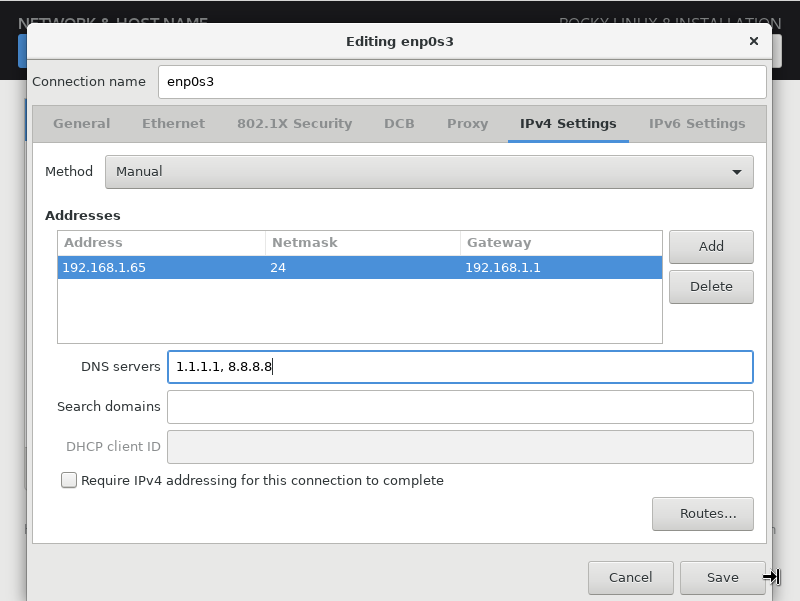 NETWORK & HOST NAME
ROCKY LINUX 8 INSTALLATION
Editing enp0s3
Connection name enp0s3
General Ethernet 802.1X Security DCB Proxy IPv4 Settings IPv6 Settings
Method Manual
Addresses
Address Netmask Gateway
192.168.1.65 24 192.168.1.1
Add
Delete
DNS servers 1.1.1.1, 8.8.8.8
Search domains
DHCP client ID
Require IPv4 addressing for this connection to complete
Routes...
Cancel Save